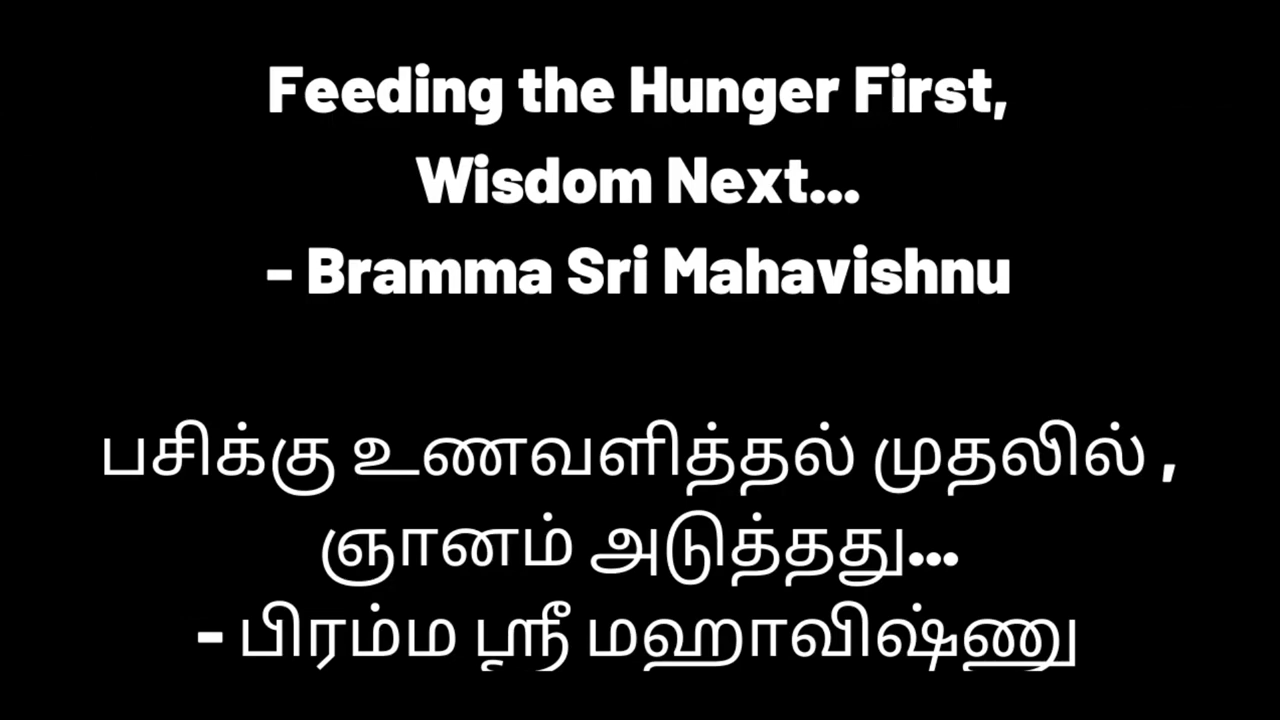 Feeding the Hunger First,
Wisdom Next...
- Bramma Sri Mahavishnu
பசிக்கு உணவளித்தல் முதலில் ,
ஞானம் அடுத்தது...
- பிரம்ம ஸ்ரீ மஹாவிஷ்ணு